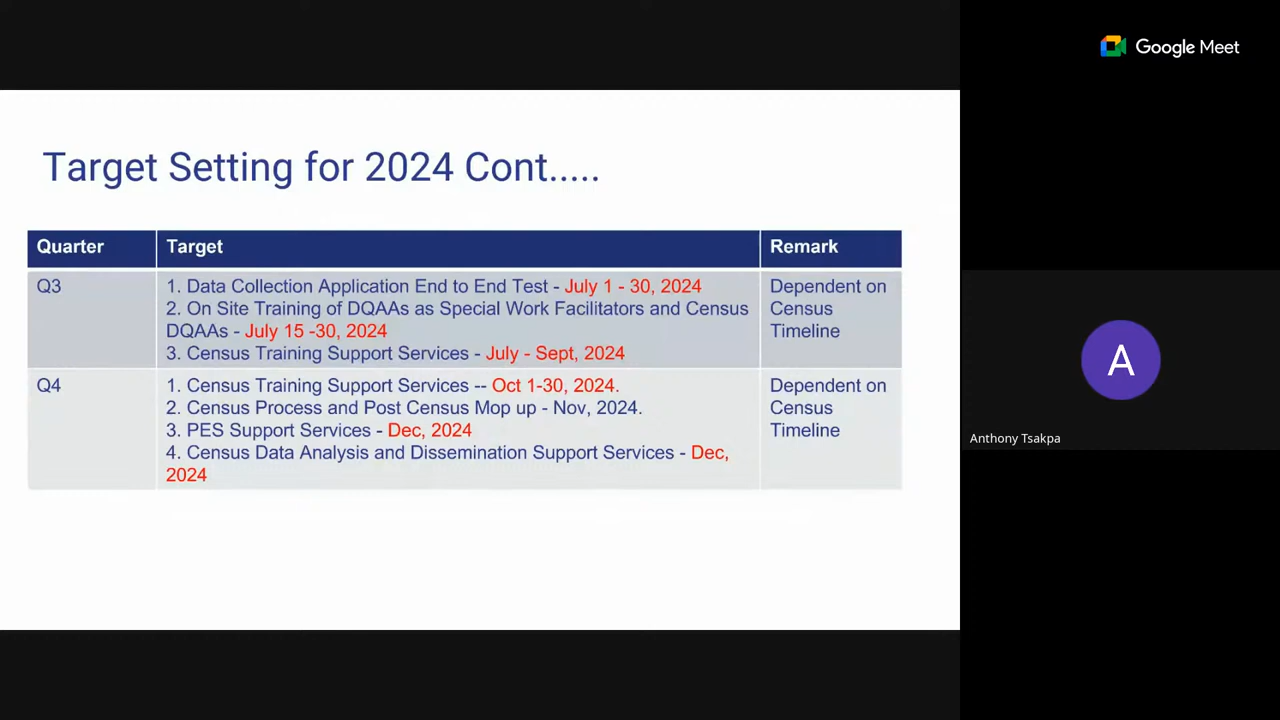 Google Meet
Target Setting for 2024 Cont.....
Quarter
Target
Remark
Q3
1. Data Collection Application End to End Test - July 1 - 30, 2024
2. On Site Training of DQAAs as Special Work Facilitators and Census
DQAAs - July 15 -30, 2024
3. Census Training Support Services - July - Sept, 2024
Dependent on
Census
Timeline
Q4
1. Census Training Support Services -- Oct 1-30, 2024.
2. Census Process and Post Census Mop up - Nov, 2024.
3. PES Support Services - Dec, 2024
4. Census Data Analysis and Dissemination Support Services - Dec,
2024
Dependent on
Census
Timeline
A
Anthony Tsakpa